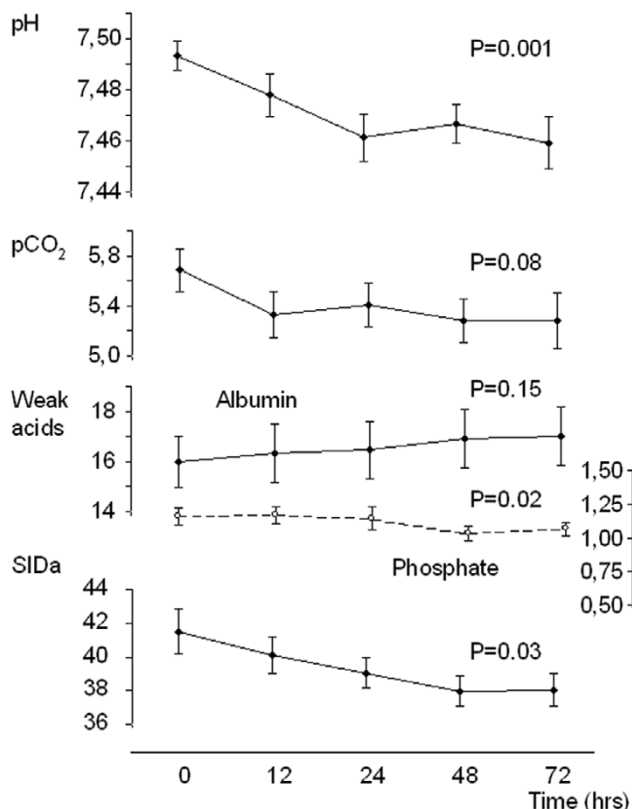 pH
7,50
P=0.001
7,48
7,46
7,44
pCO₂
5,8
P=0.08
5,4
5,0
Weak acids
18
Albumin
P=0.15
16
1,50
14
P=0.02
1,25
1,00
SIDa
Phosphate
0,75
44
0,50
42
P=0.03
40
38
36
0 12 24 48 72
Time (hrs)